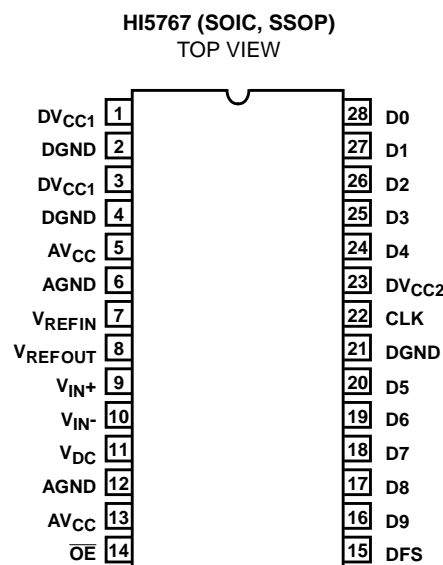 HI5767 (SOIC, SSOP)
TOP VIEW
DVCC1 1 28 D0
DGND 2 27 D1
DVCC1 3 26 D2
DGND 4 25 D3
AVCC 5 24 D4
AGND 6 23 DVCC2
VREFIN 7 22 CLK
VREFOUT 8 21 DGND
VIN+ 9 20 D5
VIN- 10 19 D6
VDC 11 18 D7
AGND 12 17 D8
AVCC 13 16 D9
O̅E̅ 14 15 DFS